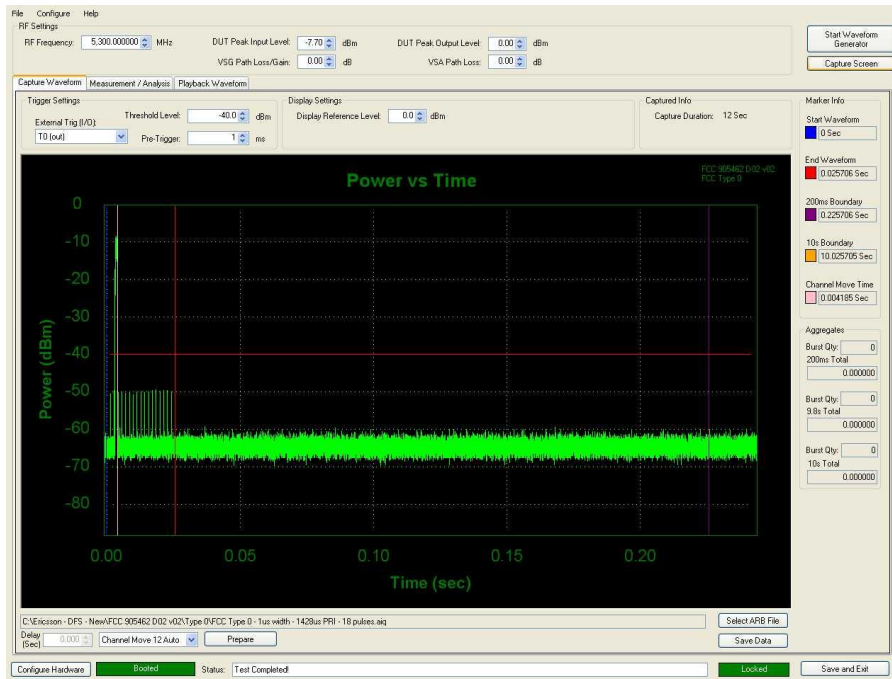 File Configure Help
RF Settings
RF Frequency: 5,300.000000 MHz
DUT Peak Input Level: -7.70 dBm
DUT Peak Output Level: 0.00 dBm
VSG Path Loss/Gain: 0.00 dB
VSA Path Loss: 0.00 dB
Start Waveform Generator
Capture Screen
Capture Waveform Measurement / Analysis Playback Waveform
Trigger Settings
External Trig (I/O):
T0 (out)
Threshold Level: -40.0 dBm
Pre-Trigger: 1 ms
Display Settings
Display Reference Level: 0.0 dBm
Captured Info
Capture Duration: 12 Sec
Power vs Time
FCC 905462 D02 v02
FCC Type 0
Power (dBm)
0
-10
-20
-30
-40
-50
-60
-70
-80
0.00 0.05 0.10 0.15 0.20
Time (sec)
Marker Info
Start Waveform
0 Sec
End Waveform
0.025706 Sec
200ms Boundary
0.225706 Sec
10s Boundary
10.025705 Sec
Channel Move Time
0.004185 Sec
Aggregates
Burst Qty: 0
200ms Total
0.000000
Burst Qty: 0
9.8s Total
0.000000
Burst Qty: 0
10s Total
0.000000
C:\Ericsson - DFS - New\FCC 905462 D02 v02\Type 0\FCC Type 0 - 1us width - 1428us PRI - 18 pulses.aiq
Select ARB File
Delay (Sec) 0.000 Channel Move 12 Auto Prepare
Save Data
Configure Hardware Booted Status: Test Completed! Locked Save and Exit